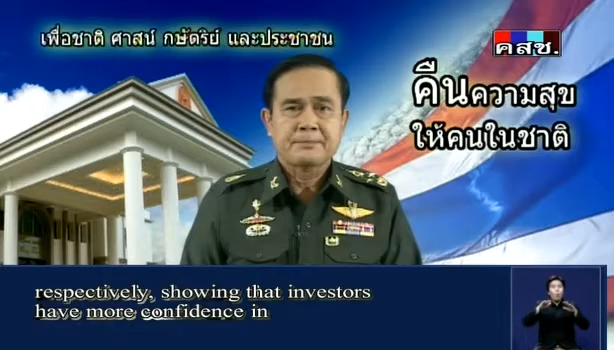 เพื่อชาติ ศาสน์ กษัตริย์ และประชาชน
คสช.
คืนความสุข
ให้คนในชาติ
respectively, showing that investors
have more confidence in